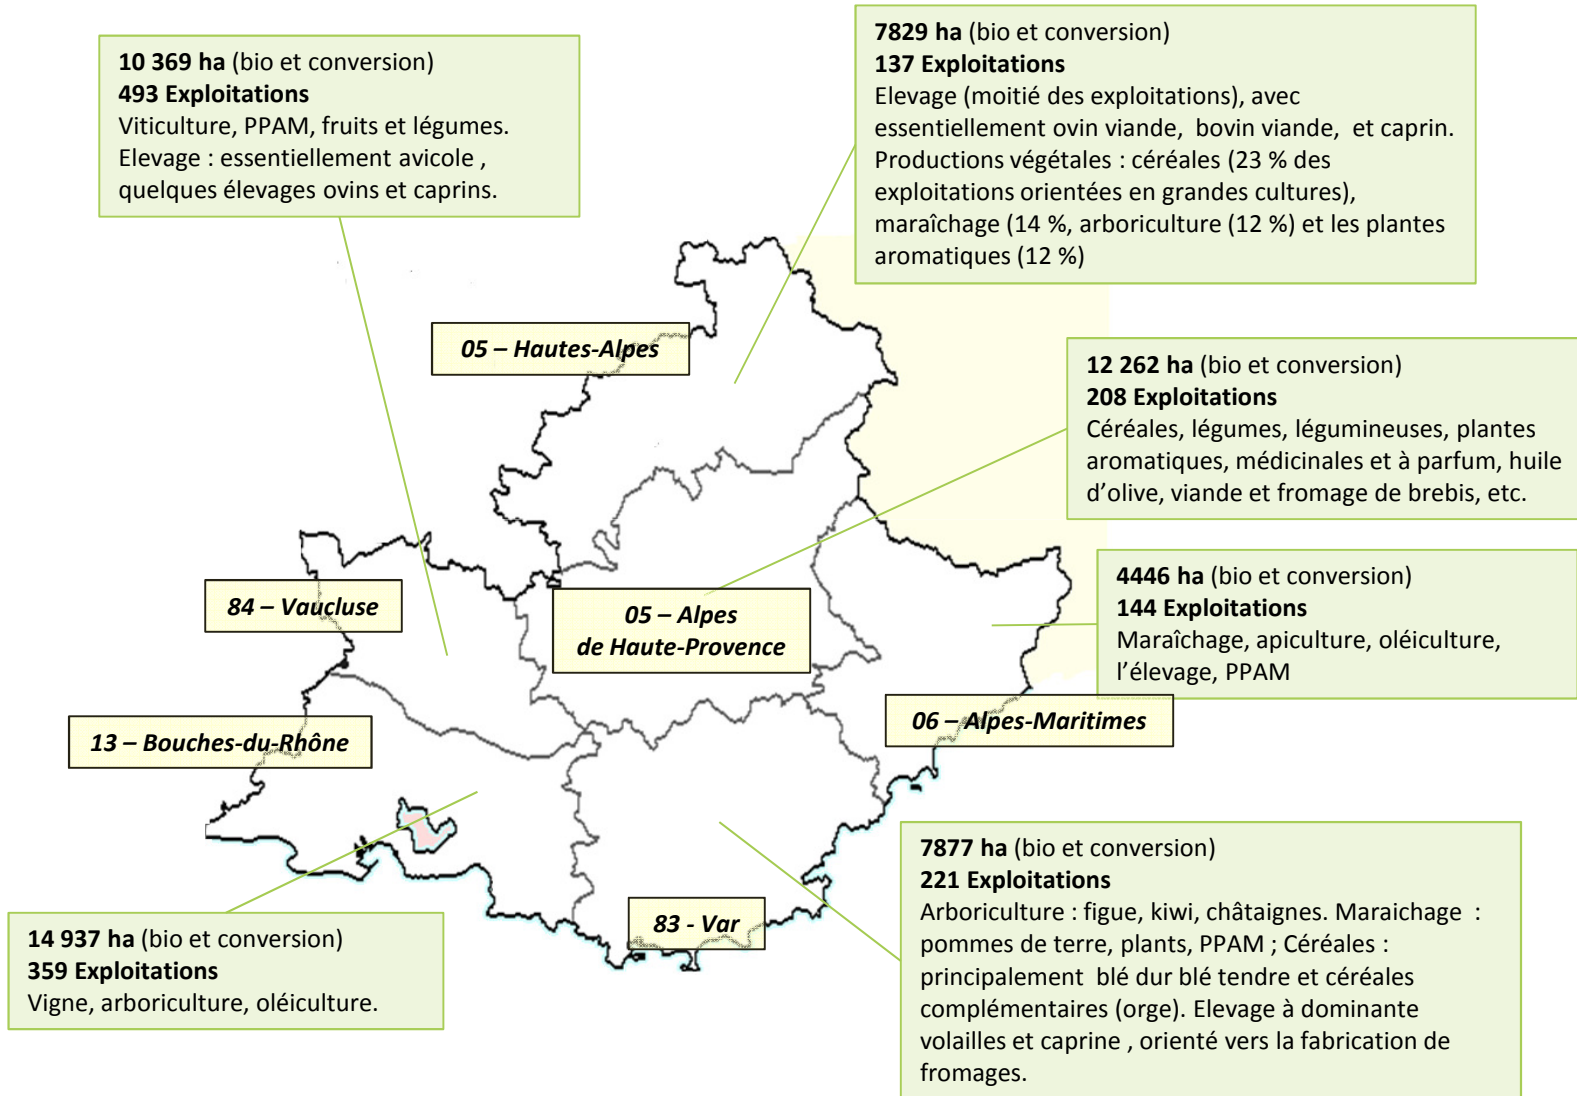 10 369 ha (bio et conversion)
493 Exploitations
Viticulture, PPAM, fruits et légumes.
Elevage : essentiellement avicole ,
quelques élevages ovins et caprins.
7829 ha (bio et conversion)
137 Exploitations
Elevage (moitié des exploitations), avec
essentiellement ovin viande, bovin viande, et caprin.
Productions végétales : céréales (23 % des
exploitations orientées en grandes cultures),
maraîchage (14 %, arboriculture (12 %) et les plantes
aromatiques (12 %)
05 – Hautes-Alpes
12 262 ha (bio et conversion)
208 Exploitations
Céréales, légumes, légumineuses, plantes
aromatiques, médicinales et à parfum, huile
d'olive, viande et fromage de brebis, etc.
84 – Vaucluse
05 – Alpes
de Haute-Provence
4446 ha (bio et conversion)
144 Exploitations
Maraîchage, apiculture, oléiculture,
l'élevage, PPAM
13 – Bouches-du-Rhône
06 – Alpes-Maritimes
14 937 ha (bio et conversion)
359 Exploitations
Vigne, arboriculture, oléiculture.
83 - Var
7877 ha (bio et conversion)
221 Exploitations
Arboriculture : figue, kiwi, châtaignes. Maraichage :
pommes de terre, plants, PPAM ; Céréales :
principalement blé dur blé tendre et céréales
complémentaires (orge). Elevage à dominante
volailles et caprine , orienté vers la fabrication de
fromages.